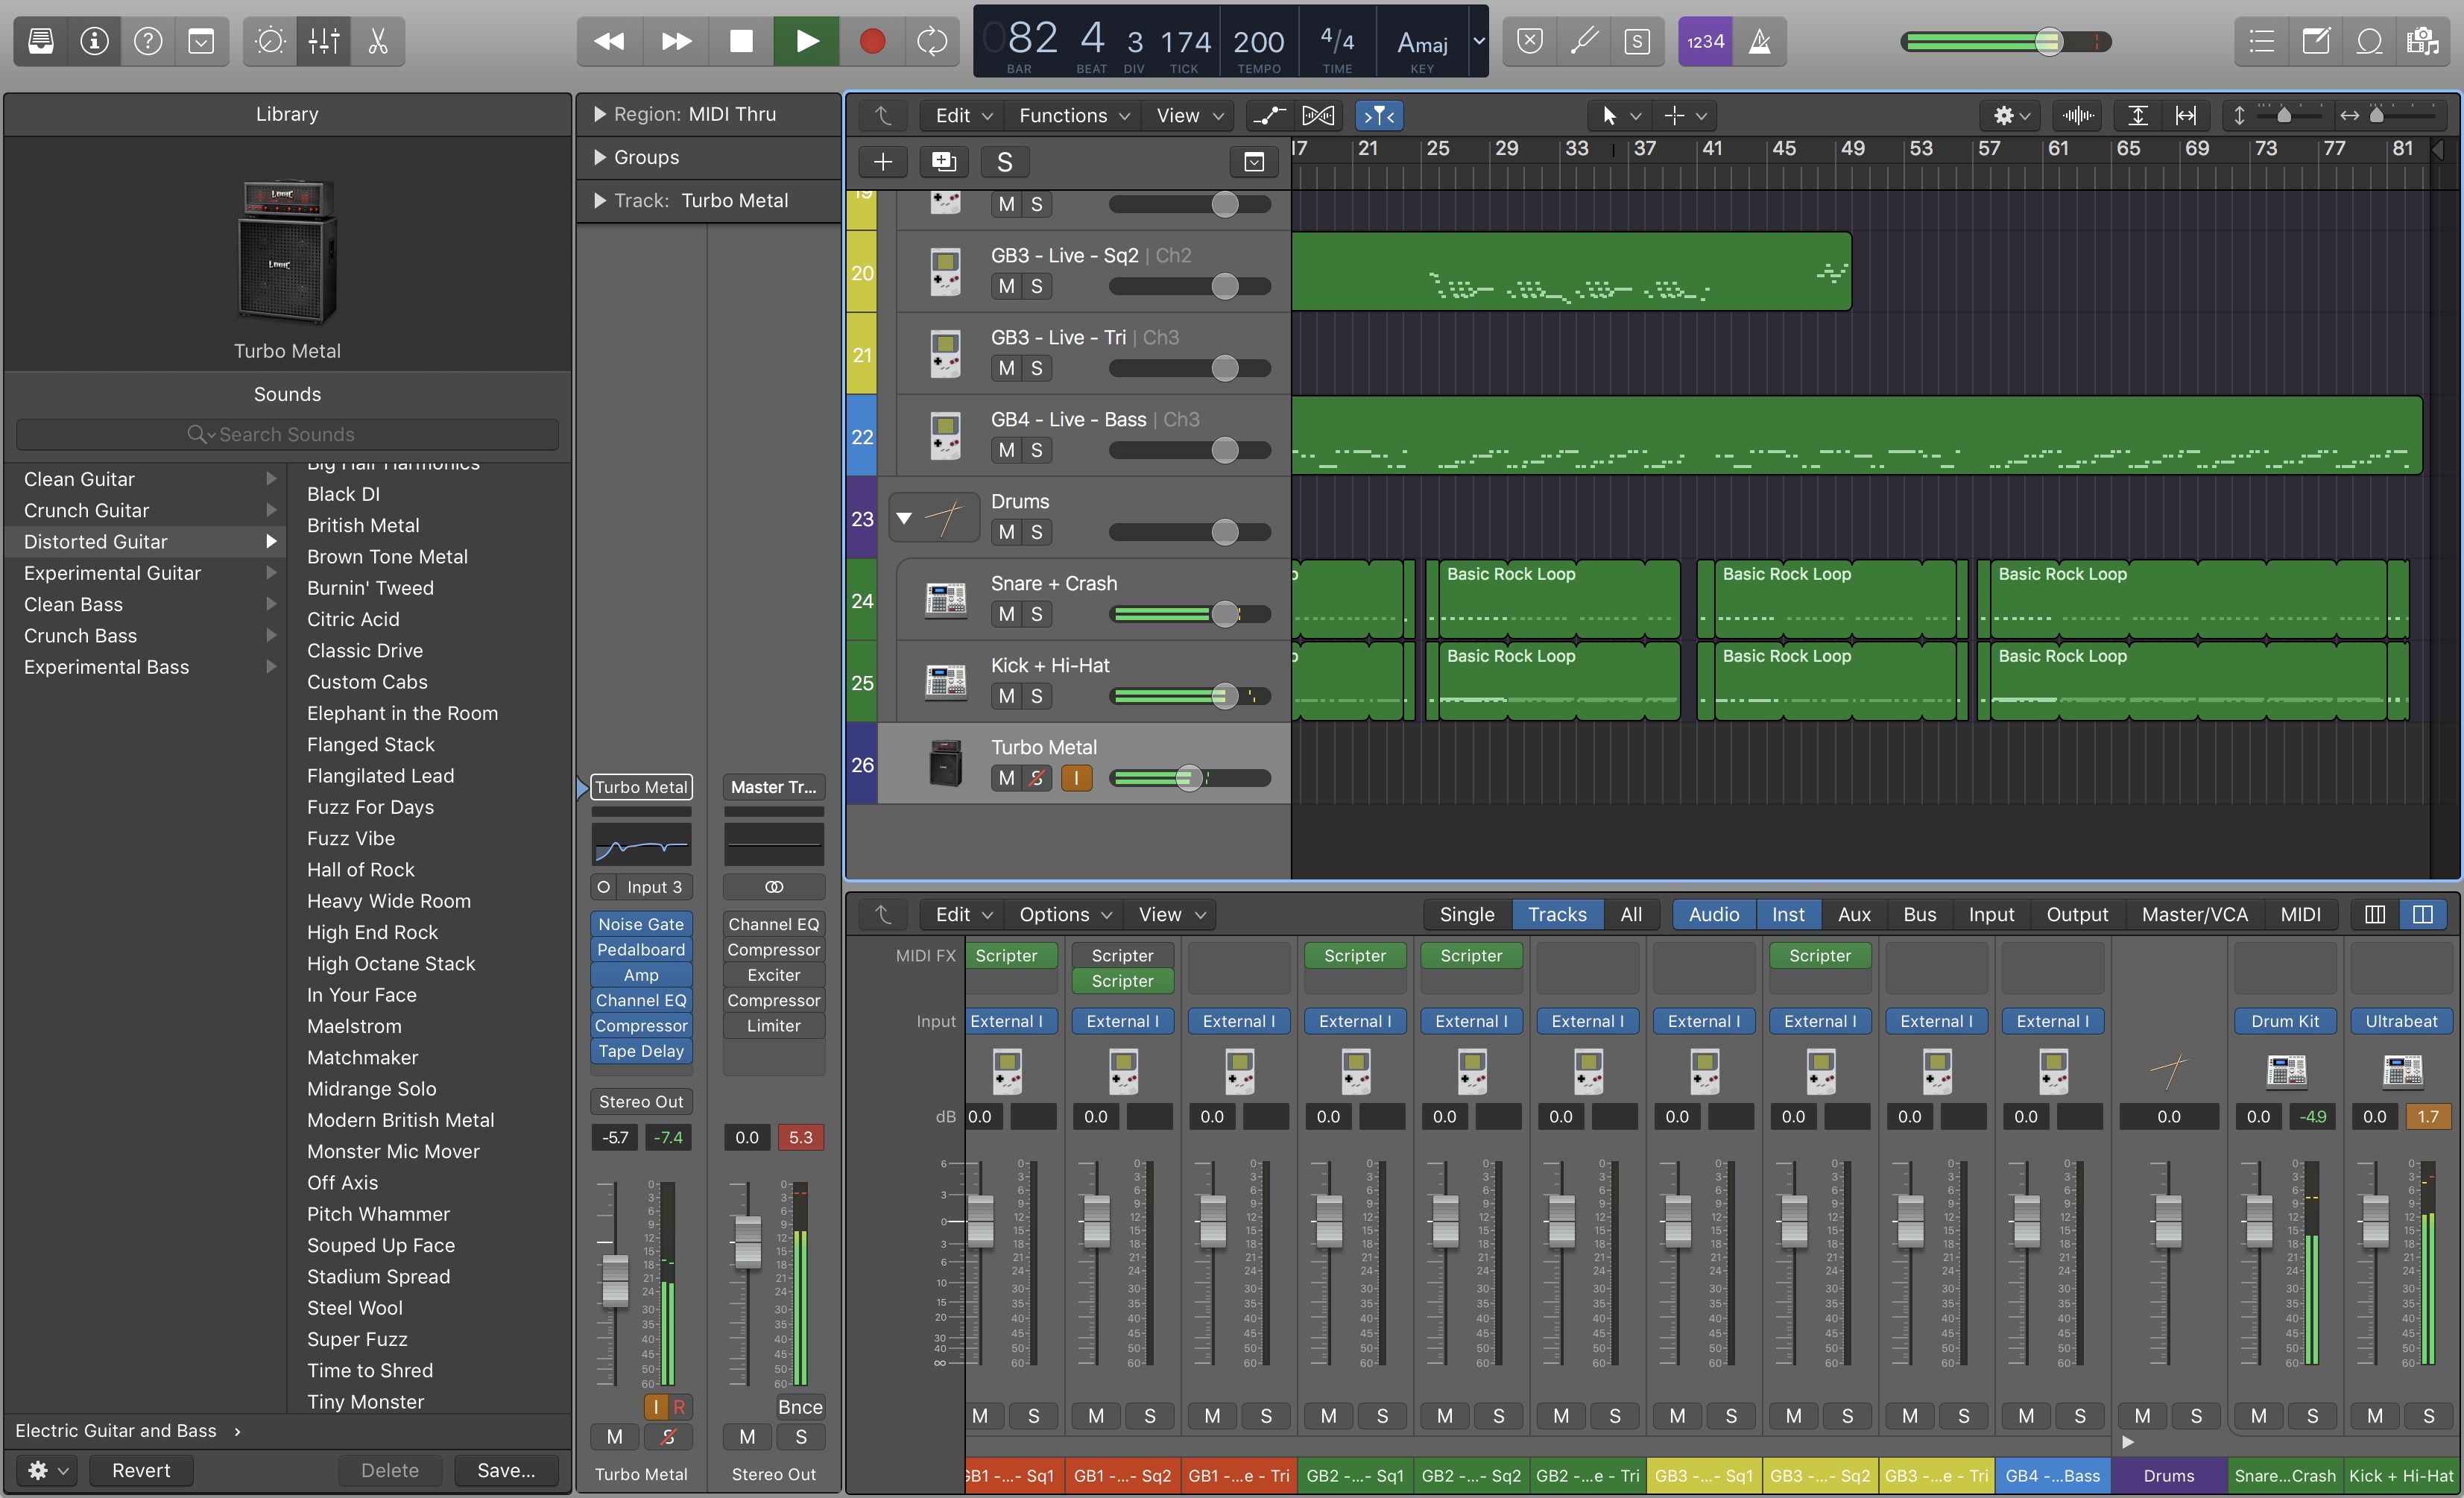 082 4 3 174 200 4/4 Amaj
BAR BEAT DIV TICK TEMPO TIME KEY
S
1234
Library
LOGIC
LOGIC
Turbo Metal
Sounds
Search Sounds
Clean Guitar
Crunch Guitar
Distorted Guitar
Experimental Guitar
Clean Bass
Crunch Bass
Experimental Bass
Big Hair Harmonics
Black DI
British Metal
Brown Tone Metal
Burnin' Tweed
Citric Acid
Classic Drive
Custom Cabs
Elephant in the Room
Flanged Stack
Flangilated Lead
Fuzz For Days
Fuzz Vibe
Hall of Rock
Heavy Wide Room
High End Rock
High Octane Stack
In Your Face
Maelstrom
Matchmaker
Midrange Solo
Modern British Metal
Monster Mic Mover
Off Axis
Pitch Whammer
Souped Up Face
Stadium Spread
Steel Wool
Super Fuzz
Time to Shred
Tiny Monster
Electric Guitar and Bass
Revert Delete Save...
Region: MIDI Thru
Groups
Track: Turbo Metal
Turbo Metal Master Tr...
Input 3
Noise Gate Channel EQ
Pedalboard Compressor
Amp Exciter
Channel EQ Compressor
Compressor Limiter
Tape Delay
Stereo Out
-5.7 -7.4 0.0 5.3
I R Bnce
M S M S
Turbo Metal Stereo Out
Edit Functions View
S
17 21 25 29 33 37 41 45 49 53 57 61 65 69 73 77 81
19 M S
20 GB3 - Live - Sq2 | Ch2
M S
21 GB3 - Live - Tri | Ch3
M S
22 GB4 - Live - Bass | Ch3
M S
23 Drums
M S
24 Snare + Crash
M S
Basic Rock Loop Basic Rock Loop Basic Rock Loop
25 Kick + Hi-Hat
M S
Basic Rock Loop Basic Rock Loop Basic Rock Loop
26 Turbo Metal
M S I
Edit Options View Single Tracks All Audio Inst Aux Bus Input Output Master/VCA MIDI
MIDI FX Scripter Scripter Scripter Scripter Scripter
Scripter
Input External I External I External I External I External I External I External I External I External I External I Drum Kit Ultrabeat
dB 0.0 0.0 0.0 0.0 0.0 0.0 0.0 0.0 0.0 0.0 0.0 0.0 -4.9 0.0 1.7
M S M S M S M S M S M S M S M S M S M S M S M S M S
GB1 -...- Sq1 GB1 -...- Sq2 GB1 -...e - Tri GB2 -...- Sq1 GB2 -...- Sq2 GB2 -...e - Tri GB3 -...- Sq1 GB3 -...- Sq2 GB3 -...e - Tri GB4 -...Bass Drums Snare...Crash Kick + Hi-Hat